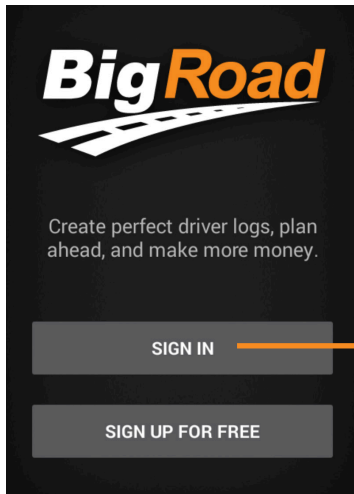 BigRoad
Create perfect driver logs, plan
ahead, and make more money.
SIGN IN
SIGN UP FOR FREE